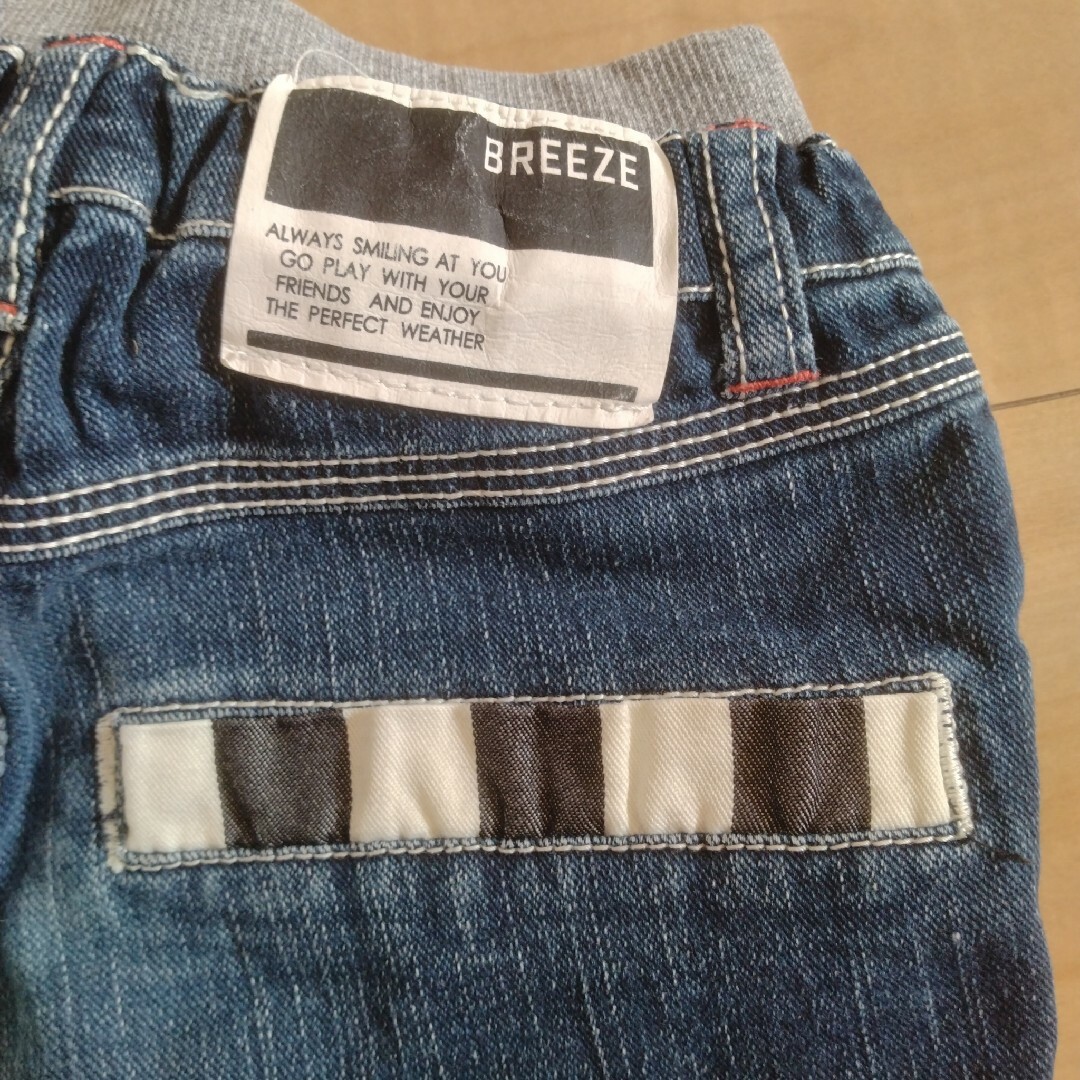 BREEZE
ALWAYS SMILING AT YOU
GO PLAY WITH YOUR
FRIENDS AND ENJOY
THE PERFECT WEATHER